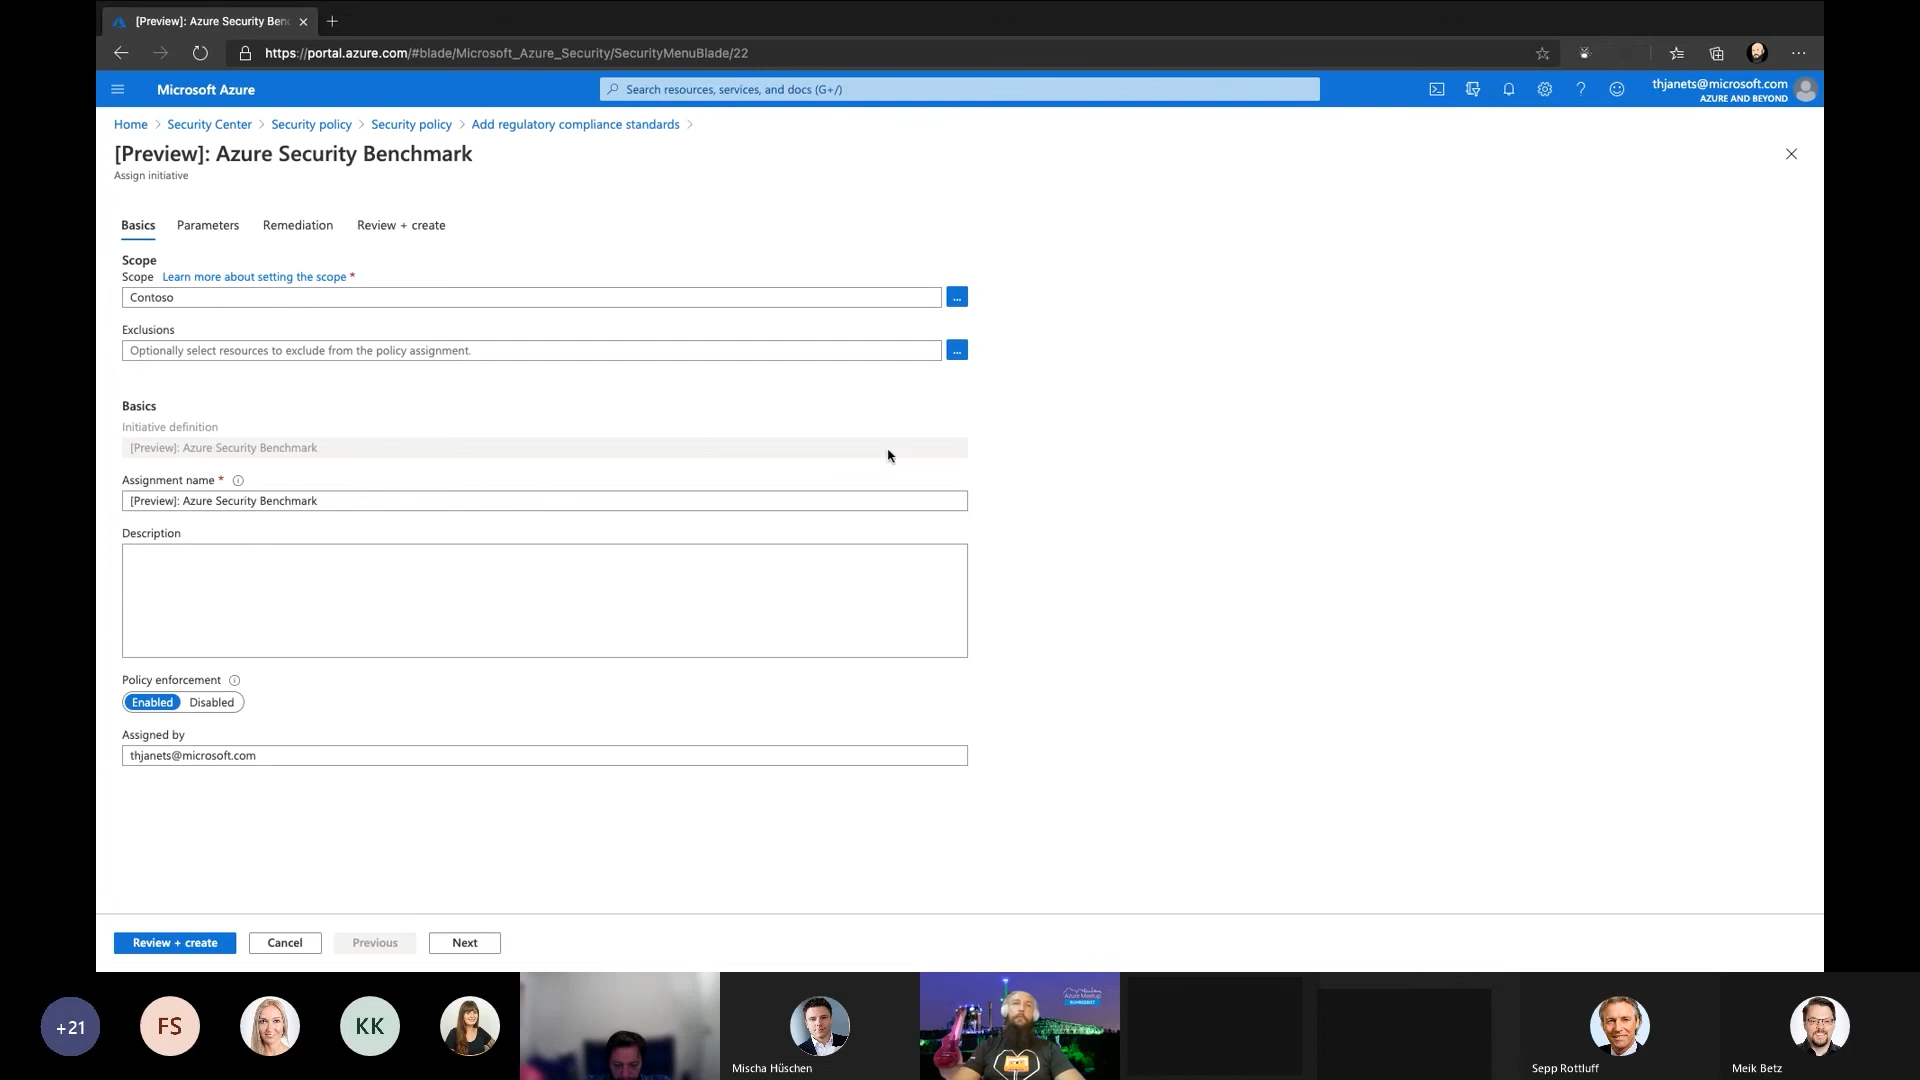 [Preview]: Azure Security Ben
https://portal.azure.com/#blade/Microsoft_Azure_Security/SecurityMenuBlade/22
Microsoft Azure
Search resources, services, and docs (G+/)
thjanets@microsoft.com
AZURE AND BEYOND
Home > Security Center > Security policy > Security policy > Add regulatory compliance standards >
[Preview]: Azure Security Benchmark
Assign initiative
Basics Parameters Remediation Review + create
Scope
Scope Learn more about setting the scope *
Contoso
...
Exclusions
Optionally select resources to exclude from the policy assignment.
...
Basics
Initiative definition
[Preview]: Azure Security Benchmark
Assignment name *
[Preview]: Azure Security Benchmark
Description
Policy enforcement
Enabled Disabled
Assigned by
thjanets@microsoft.com
Review + create Cancel Previous Next
+21
FS
KK
Azure Meetup
Mischa Hüschen
Sepp Rottluff
Meik Betz